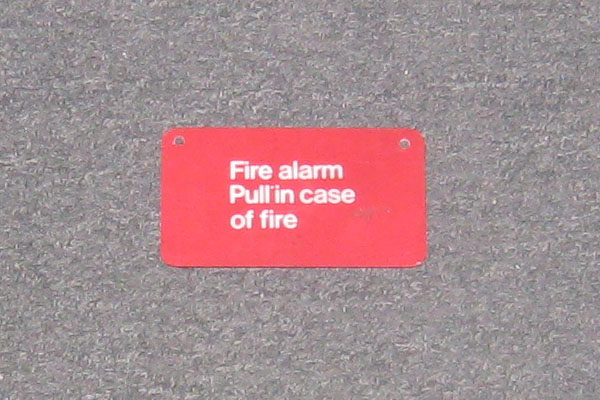 Fire alarm
Pull in case
of fire